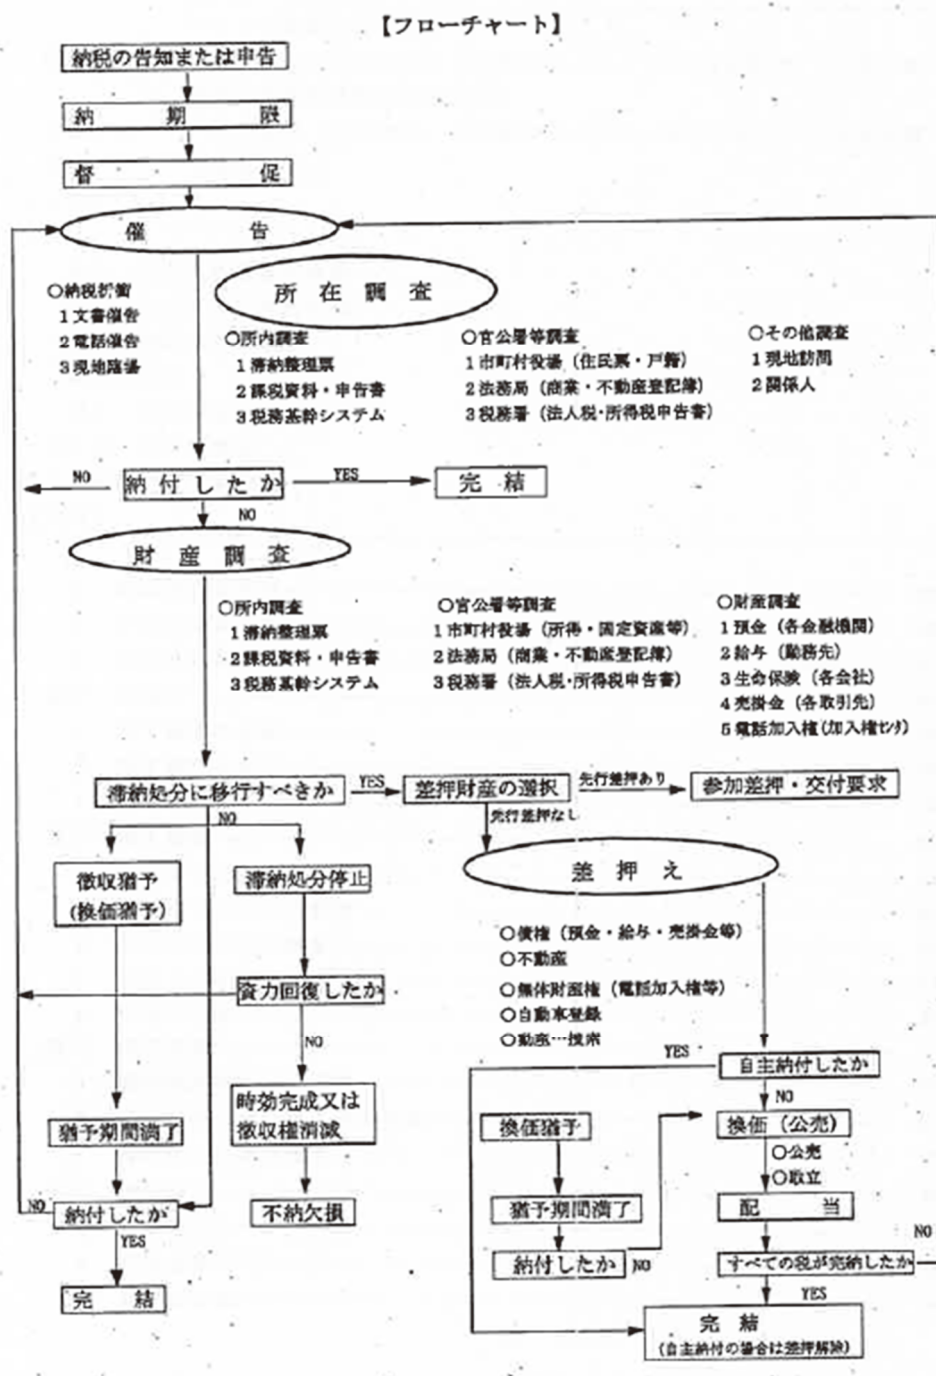 【フローチャート】
納税の告知または申告
納期限
督促
催告
所在調査
○納税折衝
1文書催告
2電話催告
3現地臨場
○所内調査
1滞納整理票
2課税資料・申告書
3税務基幹システム
○官公署等調査
1市町村役場(住民票・戸籍)
2法務局(商業・不動産登記簿)
3税務署(法人税・所得税申告書)
○その他調査
1現地訪問
2関係人
NO
納付したか
YES
完結
NO
財産調査
○所内調査
1滞納整理票
2課税資料・申告書
3税務基幹システム
○官公署等調査
1市町村役場(所得・固定資産等)
2法務局(商業・不動産登記簿)
3税務署(法人税・所得税申告書)
○財産調査
1預金(各金融機関)
2給与(勤務先)
3生命保険(各会社)
4売掛金(各取引先)
5電話加入権(加入権センタ)
滞納処分に移行すべきか
YES
差押財産の選択
先行差押あり
参加差押・交付要求
NO
先行差押なし
徴収猶予
(換価猶予)
滞納処分停止
差押え
○債権(預金・給与・売掛金等)
○不動産
○無体財産権(電話加入権等)
○自動車登録
○動産…捜索
資力回復したか
NO
時効完成又は
徴収権消滅
不納欠損
猶予期間満了
NO
納付したか
YES
完結
YES
自主納付したか
NO
換価猶予
換価(公売)
○公売
○取立
猶予期間満了
配当
納付したか
NO
すべての税が完納したか
NO
YES
完結
(自主納付の場合は差押解除)